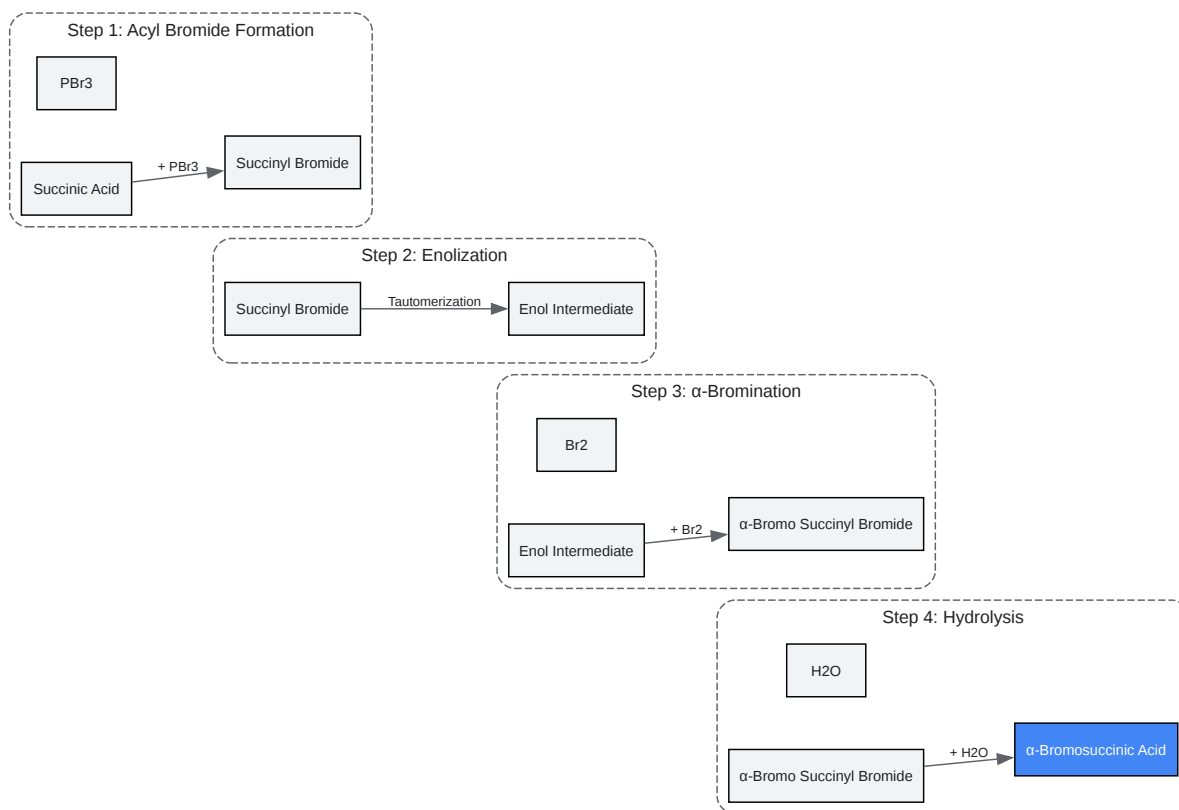 Step 1: Acyl Bromide Formation
PBr3
Succinic Acid
+ PBr3
Succinyl Bromide
Step 2: Enolization
Succinyl Bromide
Tautomerization
Enol Intermediate
Step 3: α-Bromination
Br2
Enol Intermediate
+ Br2
α-Bromo Succinyl Bromide
Step 4: Hydrolysis
H2O
α-Bromo Succinyl Bromide
+ H2O
α-Bromosuccinic Acid